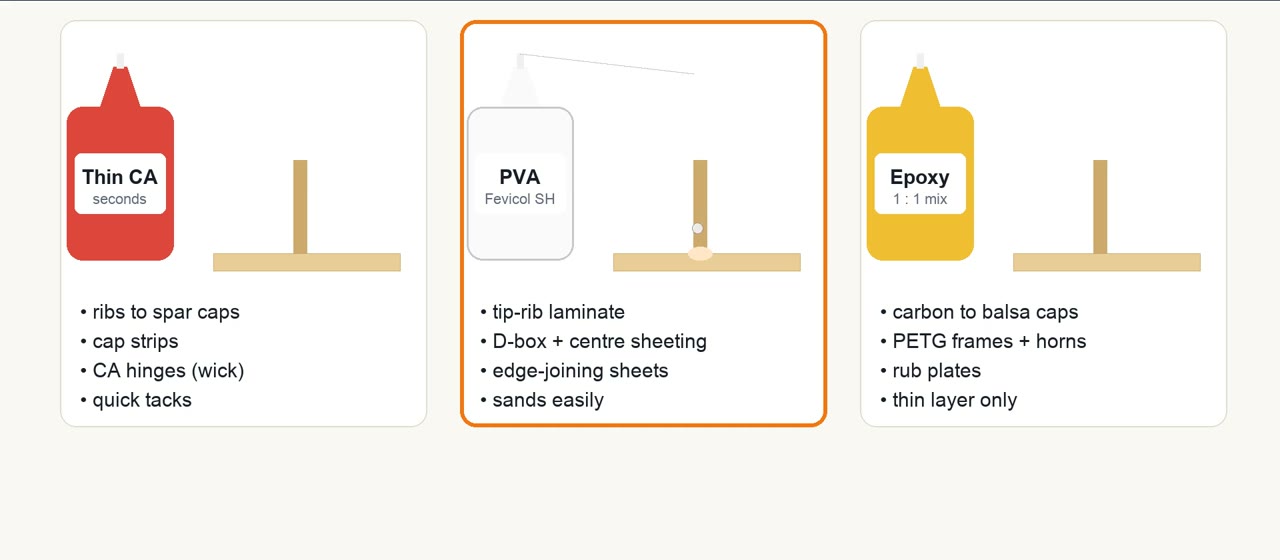 Thin CA
seconds
• ribs to spar caps
• cap strips
• CA hinges (wick)
• quick tacks
PVA
Fevicol SH
• tip-rib laminate
• D-box + centre sheeting
• edge-joining sheets
• sands easily
Epoxy
1 : 1 mix
• carbon to balsa caps
• PETG frames + horns
• rub plates
• thin layer only